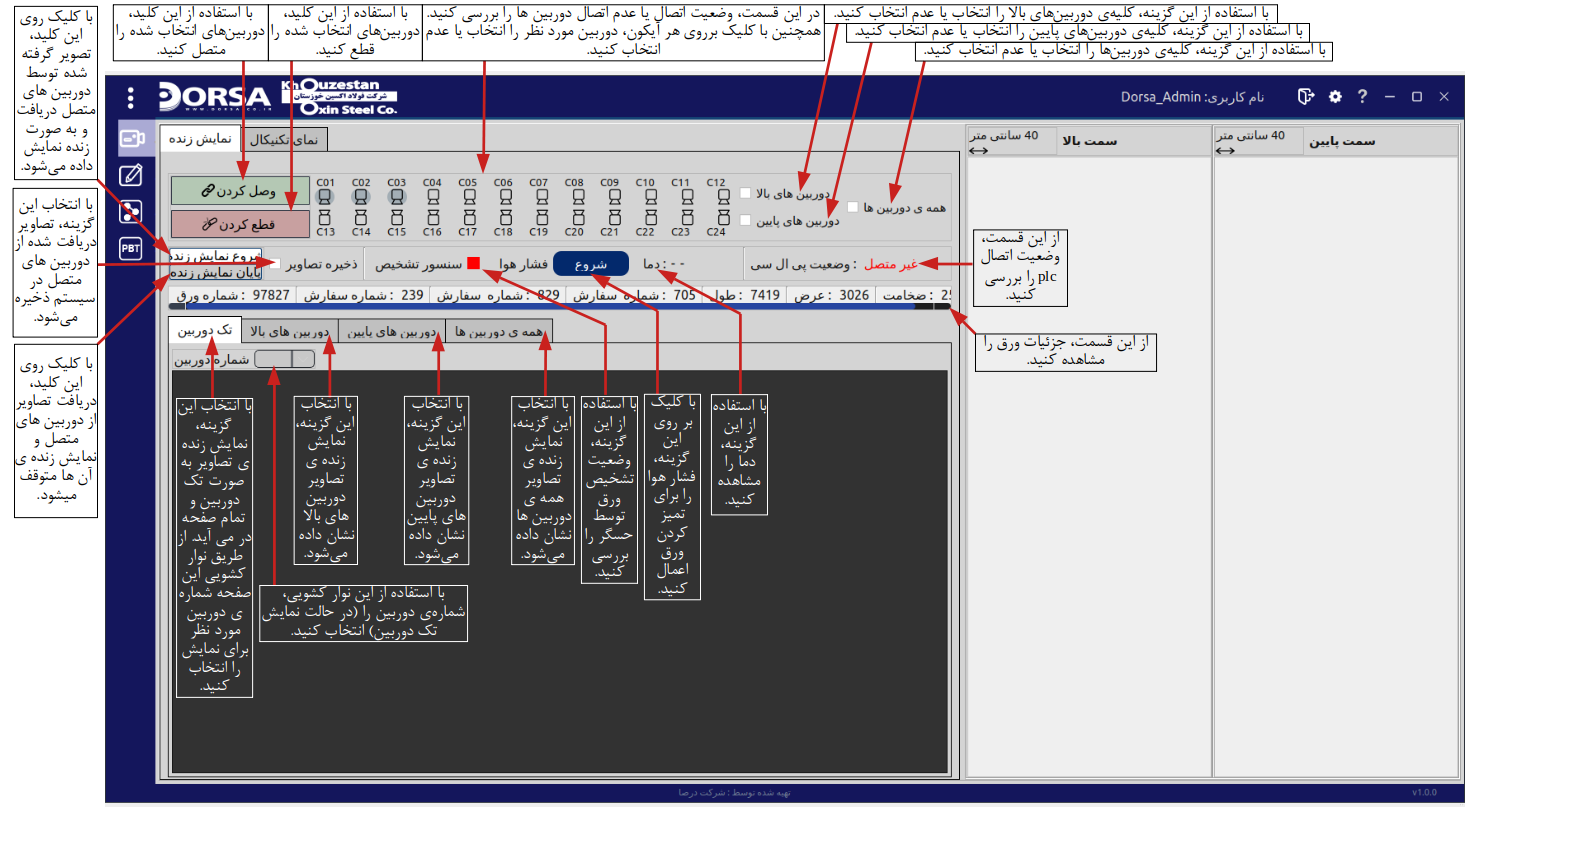 با کلیک روی
این کلید،
تصویر گرفته
شده توسط
دوربین های
متصل دریافت
و به صورت
زنده نمایش
داده می‌شود.
با استفاده از این کلید،
دوربین‌های انتخاب شده را
متصل کنید.
با استفاده از این کلید،
دوربین‌های انتخاب شده را
قطع کنید.
در این قسمت، وضعیت اتصال یا عدم اتصال دوربین ها را بررسی کنید.
همچنین با کلیک برروی هر آیکون، دوربین مورد نظر را انتخاب یا عدم
انتخاب کنید.
با استفاده از این گزینه، کلیه‌ی دوربین‌های بالا را انتخاب یا عدم انتخاب کنید.
با استفاده از این گزینه، کلیه‌ی دوربین‌های پایین را انتخاب یا عدم انتخاب کنید.
با استفاده از این گزینه، کلیه‌ی دوربین‌ها را انتخاب یا عدم انتخاب کنید.
DORSA
WWW.DORSA-CO.IR
Khouzestan
شرکت فولاد اکسین خوزستان
Oxin Steel Co.
نام کاربری: Dorsa_Admin
نمایش زنده
نمای تکنیکال
40 سانتی متر
سمت بالا
40 سانتی متر
سمت پایین
وصل کردن
قطع کردن
C01 C02 C03 C04 C05 C06 C07 C08 C09 C10 C11 C12
C13 C14 C15 C16 C17 C18 C19 C20 C21 C22 C23 C24
دوربین های بالا
دوربین های پایین
همه ی دوربین ها
PBT
با انتخاب این
گزینه، تصاویر
دریافت شده از
دوربین های
متصل در
سیستم ذخیره
می‌شود.
شروع نمایش زنده
پایان نمایش زنده
ذخیره تصاویر
سنسور تشخیص
فشار هوا
شروع
دما : - -
وضعیت پی ال سی :
غیر متصل
از این قسمت،
وضعیت اتصال
plc را بررسی
کنید.
شماره ورق : 97827
شماره سفارش : 239
شماره سفارش : 829
طول : 705
عرض : 7419
ضخامت : 3026
از این قسمت، جزئیات ورق را
مشاهده کنید.
تک دوربین
دوربین های بالا
دوربین های پایین
همه ی دوربین ها
شماره دوربین
با کلیک روی
این کلید،
دریافت تصاویر
از دوربین های
متصل و
نمایش زنده ی
آن ها متوقف
میشود.
با انتخاب این
گزینه،
نمایش زنده
ی تصاویر به
صورت تک
دوربین و
تمام صفحه
در می آید. از
طریق نوار
کشویی این
صفحه شماره
ی دوربین
مورد نظر
برای نمایش
را انتخاب
کنید.
با انتخاب
این گزینه،
نمایش
زنده ی
تصاویر
دوربین
های بالا
نشان داده
می‌شود.
با انتخاب
این گزینه،
نمایش
زنده ی
تصاویر
دوربین
های پایین
نشان داده
می‌شود.
با انتخاب
این گزینه،
نمایش
زنده ی
تصاویر
همه ی
دوربین ها
نشان داده
می‌شود.
با استفاده
از این
گزینه،
وضعیت
تشخیص
ورق
توسط
حسگر را
بررسی
کنید.
با کلیک
بر روی
این
گزینه،
فشار هوا
را برای
تمیز
کردن
ورق
اعمال
کنید.
با استفاده
از این
گزینه،
دما را
مشاهده
کنید.
با استفاده از این نوار کشویی،
شماره‌ی دوربین را (در حالت نمایش
تک دوربین) انتخاب کنید.
تهیه شده توسط : شرکت درصا
v1.0.0